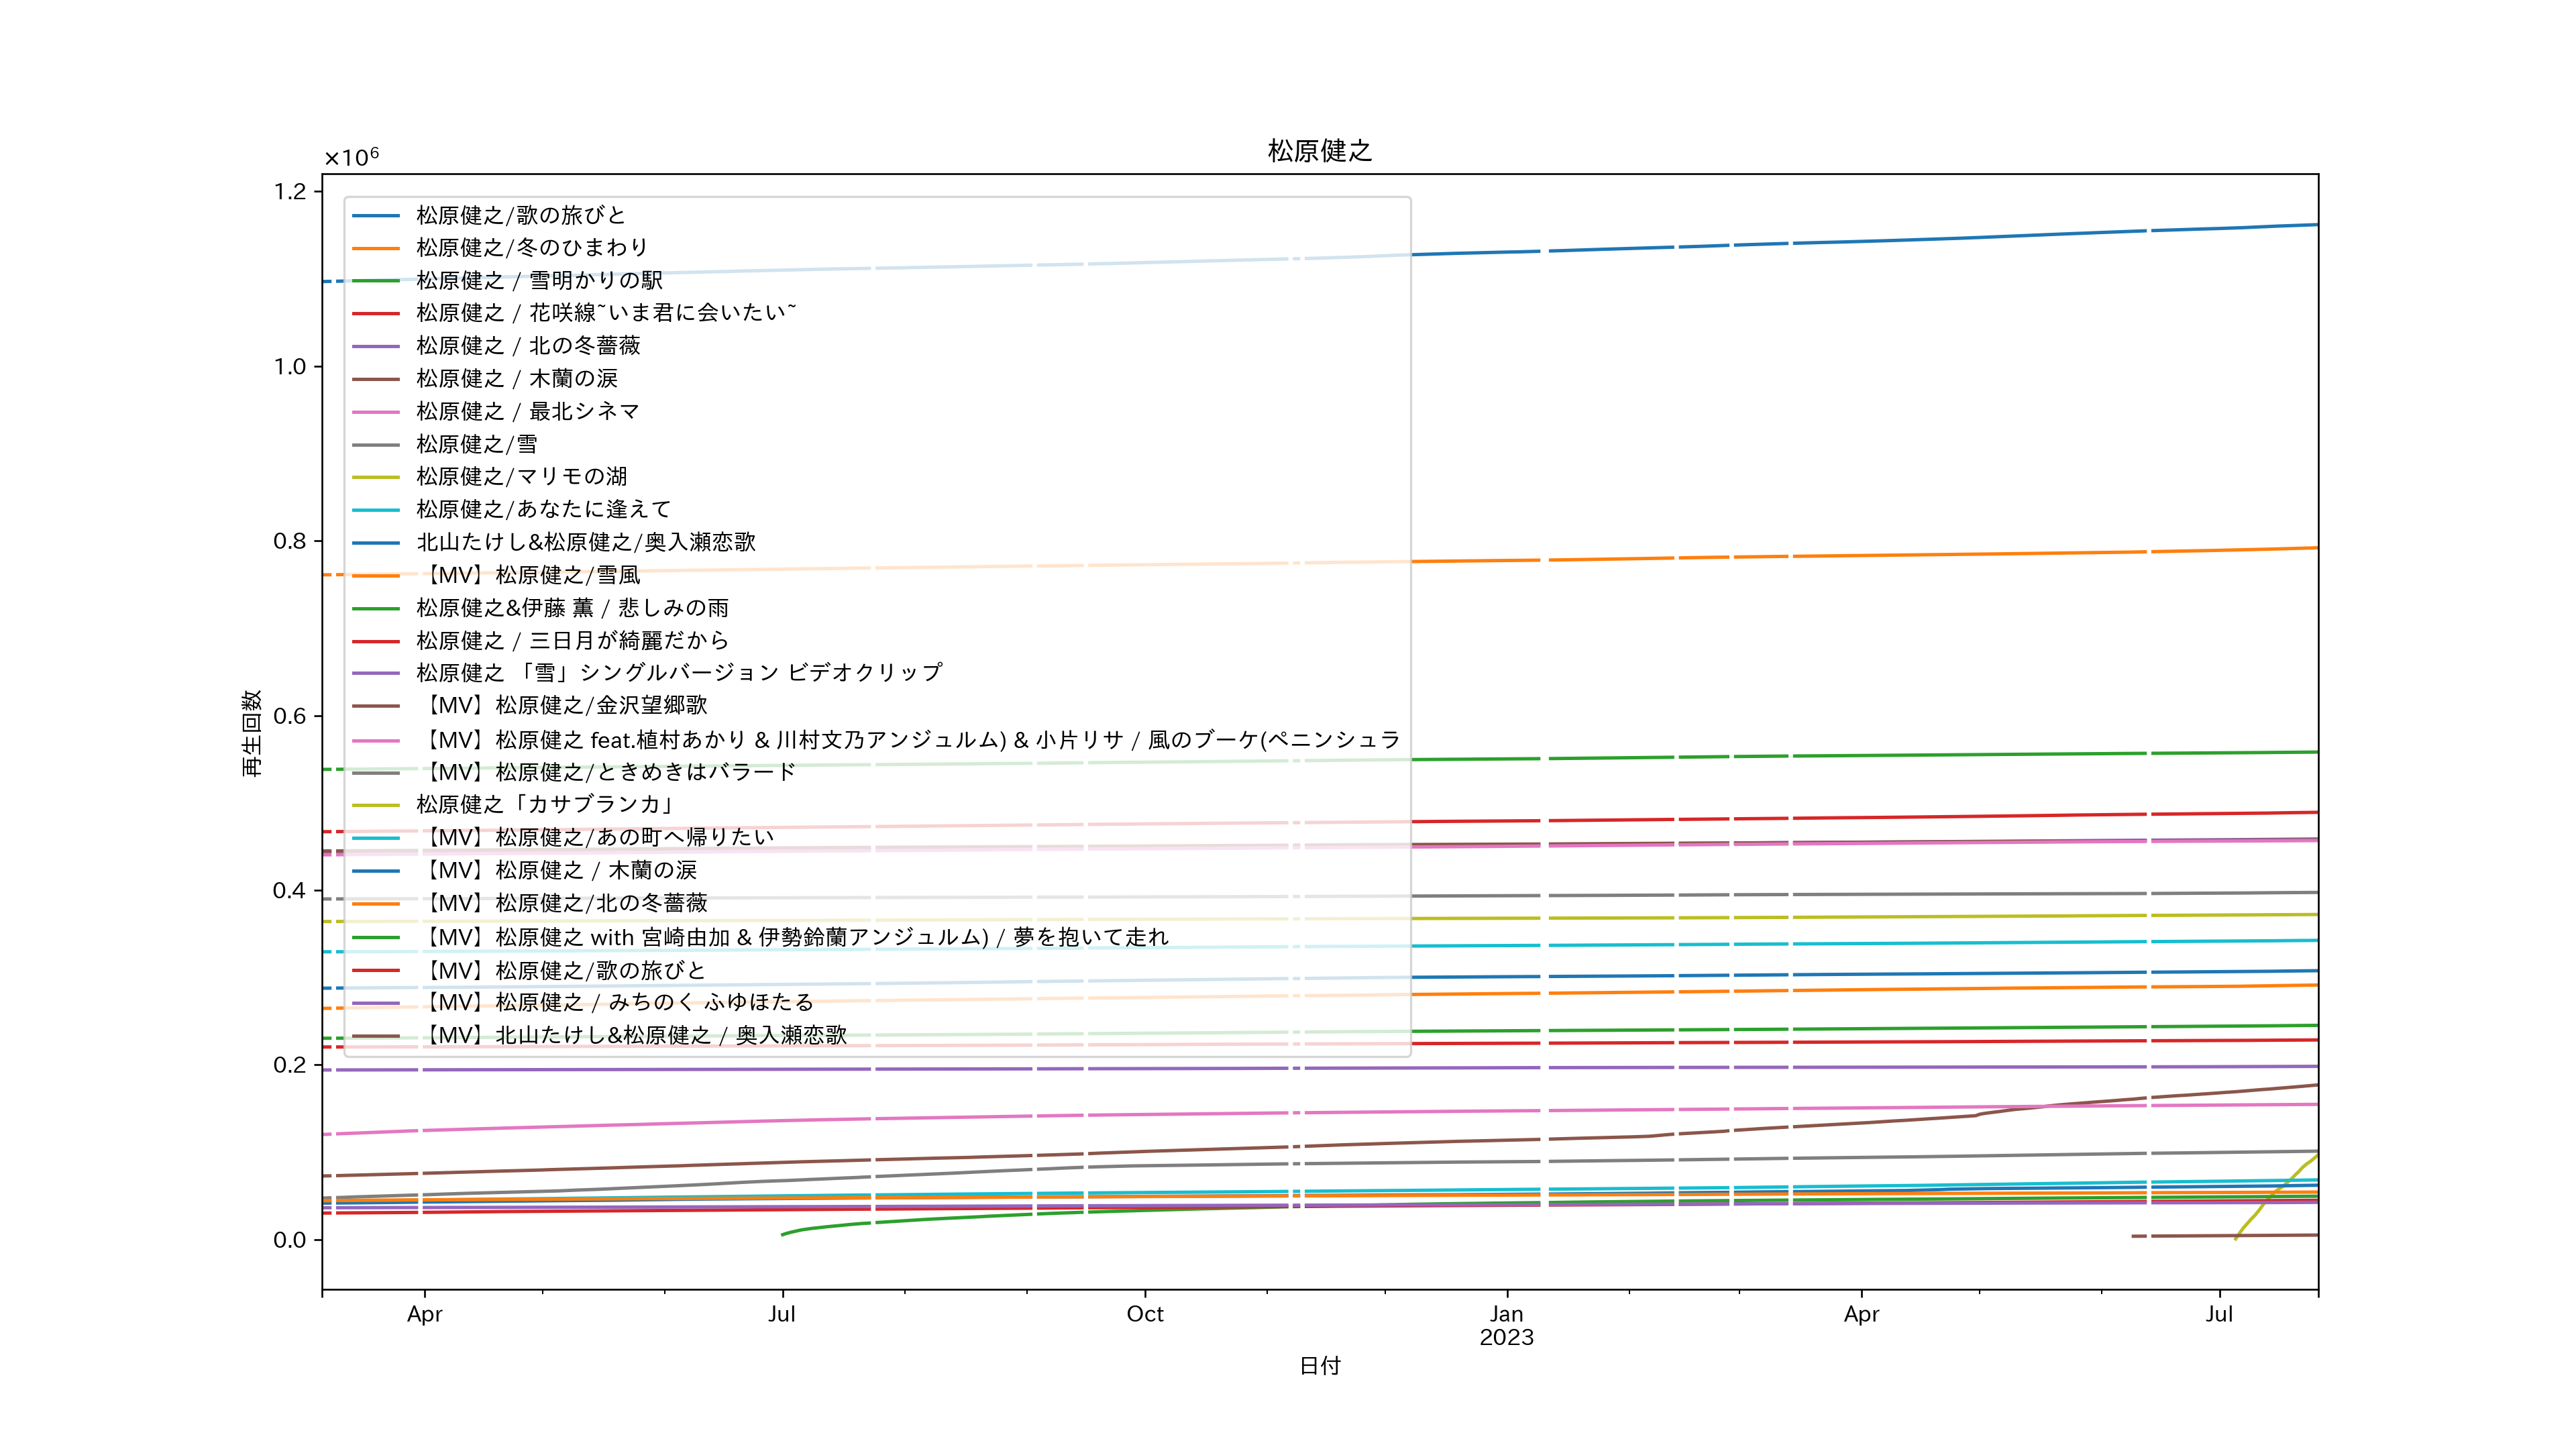 松原健之
×10⁶
1.2
1.0
0.8
0.6
0.4
0.2
0.0
再生回数
松原健之/歌の旅びと
松原健之/冬のひまわり
松原健之 / 雪明かりの駅
松原健之 / 花咲線~いま君に会いたい~
松原健之 / 北の冬薔薇
松原健之 / 木蘭の涙
松原健之 / 最北シネマ
松原健之/雪
松原健之/マリモの湖
松原健之/あなたに逢えて
北山たけし&松原健之/奥入瀬恋歌
【MV】松原健之/雪風
松原健之&伊藤 薫 / 悲しみの雨
松原健之 / 三日月が綺麗だから
松原健之 「雪」シングルバージョン ビデオクリップ
【MV】松原健之/金沢望郷歌
【MV】松原健之 feat.植村あかり & 川村文乃アンジュルム) & 小片リサ / 風のブーケ(ペニンシュラ
【MV】松原健之/ときめきはバラード
松原健之「カサブランカ」
【MV】松原健之/あの町へ帰りたい
【MV】松原健之 / 木蘭の涙
【MV】松原健之/北の冬薔薇
【MV】松原健之 with 宮崎由加 & 伊勢鈴蘭アンジュルム) / 夢を抱いて走れ
【MV】松原健之/歌の旅びと
【MV】松原健之 / みちのく ふゆほたる
【MV】北山たけし&松原健之 / 奥入瀬恋歌
Apr Jul Oct Jan Apr Jul
2023
日付